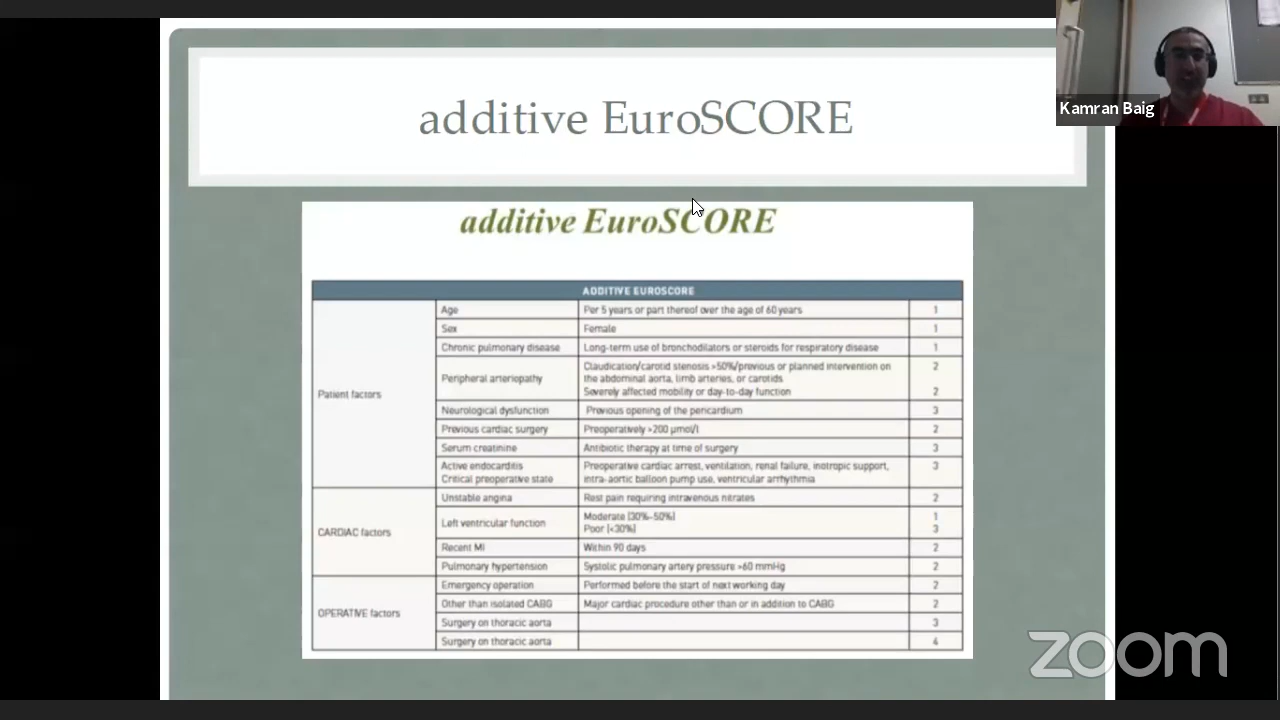 additive EuroSCORE
Kamran Baig
additive EuroSCORE
ADDITIVE EUROSCORE
Patient factors
Age Per 5 years or part thereof over the age of 60 years 1
Sex Female 1
Chronic pulmonary disease Long-term use of bronchodilators or steroids for respiratory disease 1
Peripheral arteriopathy Claudication/carotid stenosis >50%/previous or planned intervention on 2
the abdominal aorta, limb arteries, or carotids
Severely affected mobility or day-to-day function 2
Neurological dysfunction Previous opening of the pericardium 3
Previous cardiac surgery Preoperatively >200 µmol/l 2
Serum creatinine Antibiotic therapy at time of surgery 3
Active endocarditis Preoperative cardiac arrest, ventilation, renal failure, inotropic support, 3
Critical preoperative state intra-aortic balloon pump use, ventricular arrhythmia
CARDIAC factors
Unstable angina Rest pain requiring intravenous nitrates 2
Left ventricular function Moderate (30%-50%) 1
Poor (<30%) 3
Recent MI Within 90 days 2
Pulmonary hypertension Systolic pulmonary artery pressure >60 mmHg 2
OPERATIVE factors
Emergency operation Performed before the start of next working day 2
Other than isolated CABG Major cardiac procedure other than or in addition to CABG 2
Surgery on thoracic aorta 3
Surgery on thoracic aorta 4
zoom